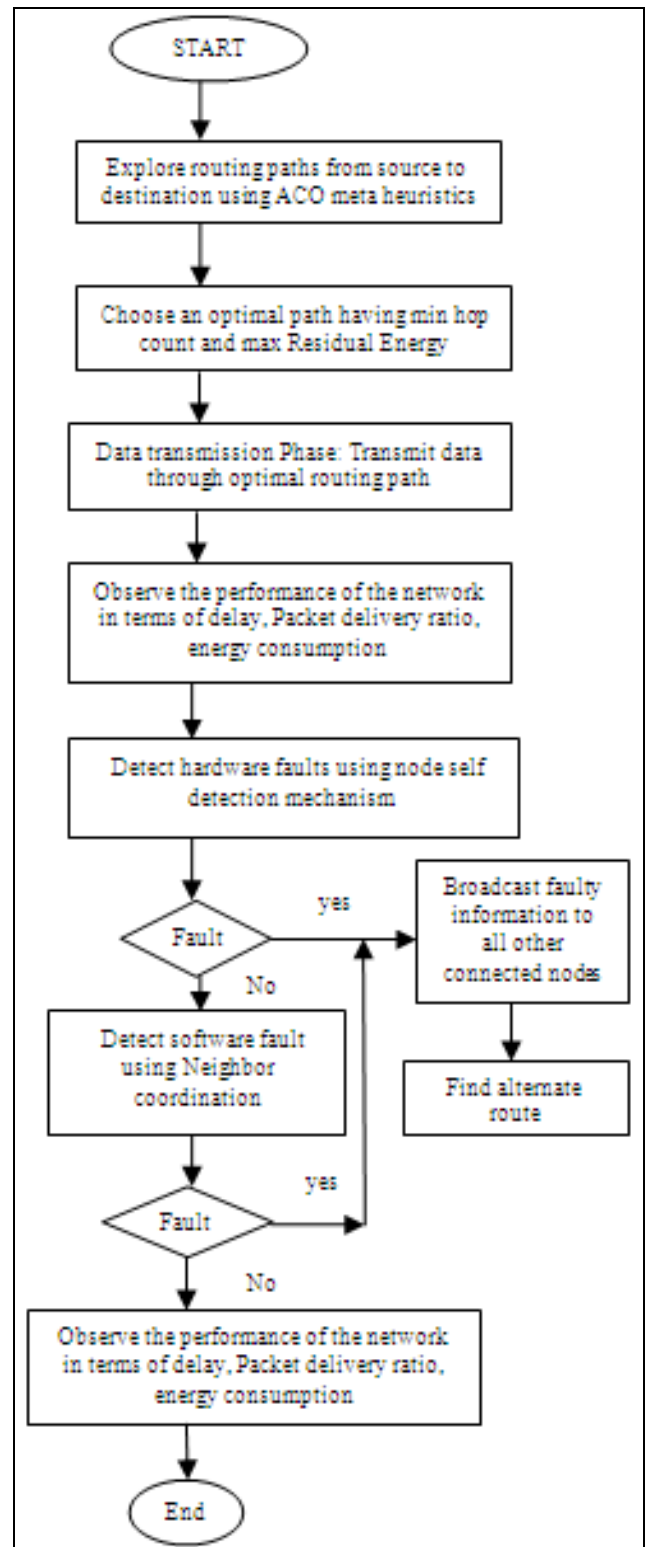 START
Explore routing paths from source to
destination using ACO meta heuristics
Choose an optimal path having min hop
count and max Residual Energy
Data transmission Phase: Transmit data
through optimal routing path
Observe the performance of the network
in terms of delay, Packet delivery ratio,
energy consumption
Detect hardware faults using node self
detection mechanism
Fault
yes
Broadcast faulty
information to
all other
connected nodes
No
Find alternate
route
Detect software fault
using Neighbor
coordination
Fault
yes
No
Observe the performance of the network
in terms of delay, Packet delivery ratio,
energy consumption
End